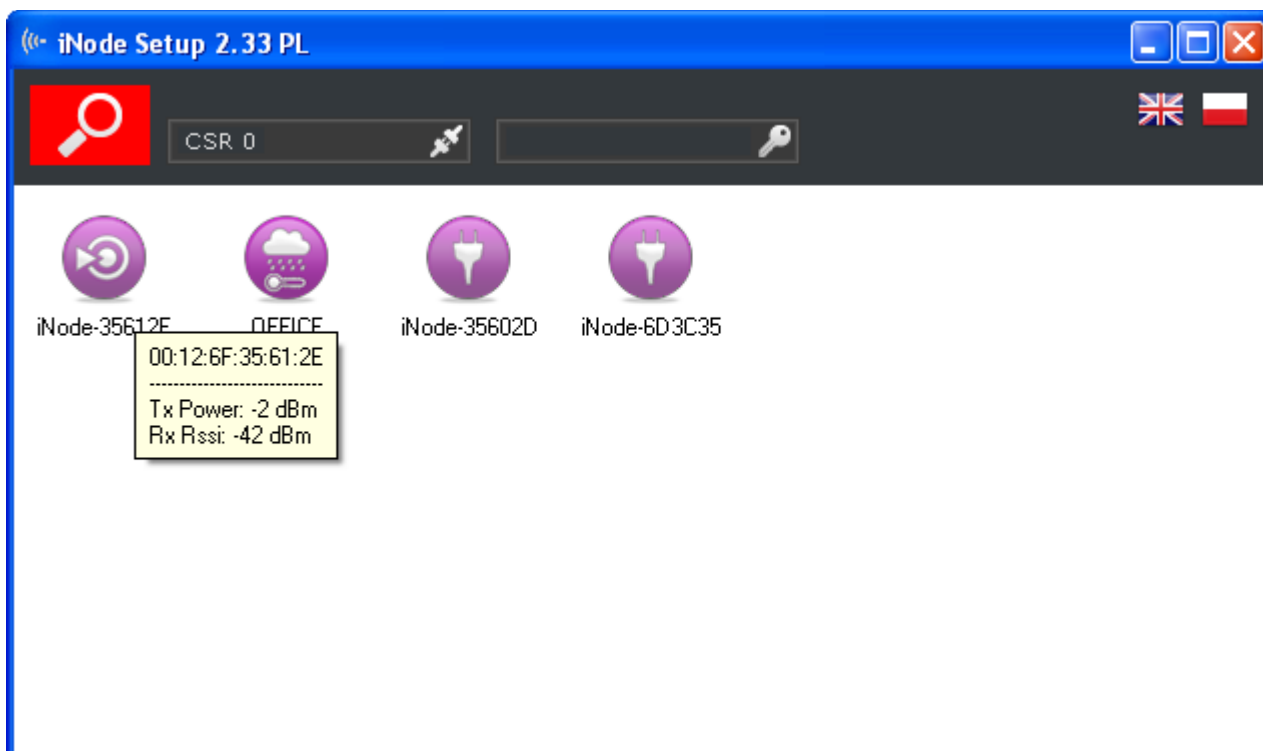 iNode Setup 2.33 PL
CSR 0
iNode-35612E
OFFICE
iNode-35602D
iNode-6D3C35
00:12:6F:35:61:2E
-----------------------------
Tx Power: -2 dBm
Rx Rssi: -42 dBm